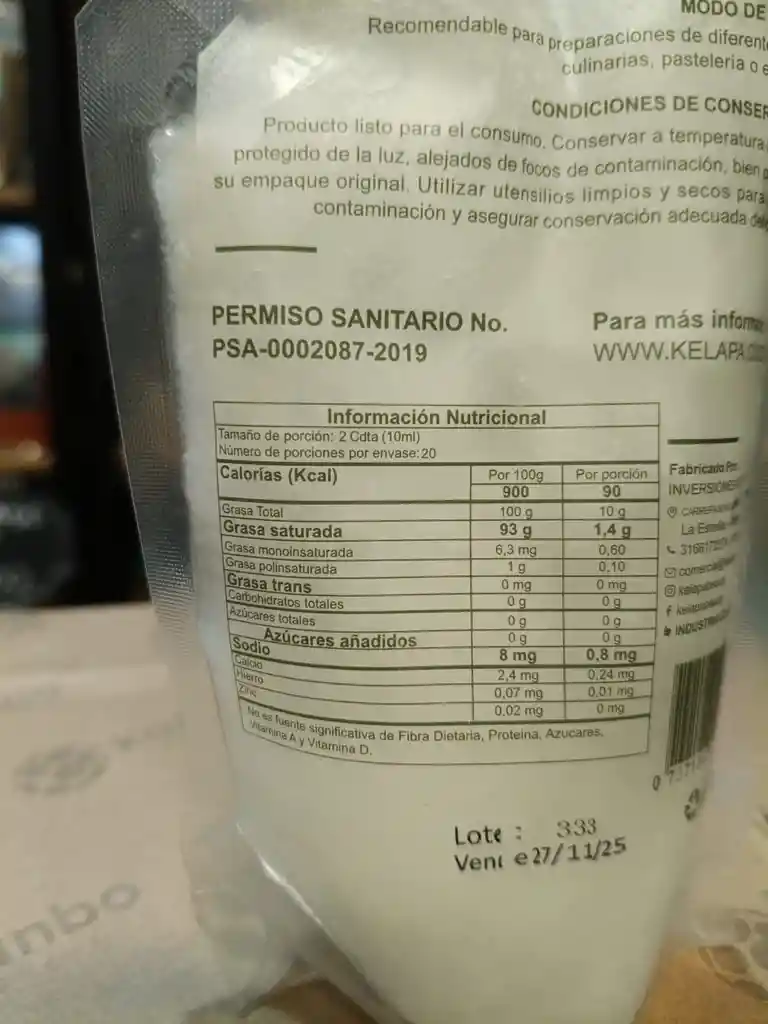 MODO DE
Recomendable para preparaciones de diferent
culinarias, pasteleria o e
CONDICIONES DE CONSER
Producto listo para el consumo. Conservar a temperatura
protegido de la luz, alejados de focos de contaminación, bien
su empaque original. Utilizar utensilios limpios y secos para
contaminación y asegurar conservación adecuada
PERMISO SANITARIO No.
PSA-0002087-2019
Para más inform
WWW.KELAPA
Información Nutricional
Tamaño de porción: 2 Cdta (10ml)
Número de porciones por envase:20
Calorías (Kcal) Por 100g Por porción
900 90
Grasa Total 100 g 10 g
Grasa saturada 93 g 1,4 g
Grasa monoinsaturada 6,3 mg 0,60
Grasa polinsaturada 1 g 0,10
Grasa trans 0 mg 0 mg
Carbohidratos totales 0 g 0 g
Azúcares totales 0 g 0 g
Azúcares añadidos 0 g 0 g
Sodio 8 mg 0,8 mg
Calcio 2,4 mg 0,24 mg
Hierro 0,07 mg 0,01 mg
Zinc 0,02 mg 0 mg
No es fuente significativa de Fibra Dietaria, Proteina, Azucares,
Vitamina A y Vitamina D.
Fabricado Por
INVERSIONES
La Estrella
INDUSTR
Lote : 333
Venc e 27/11/25